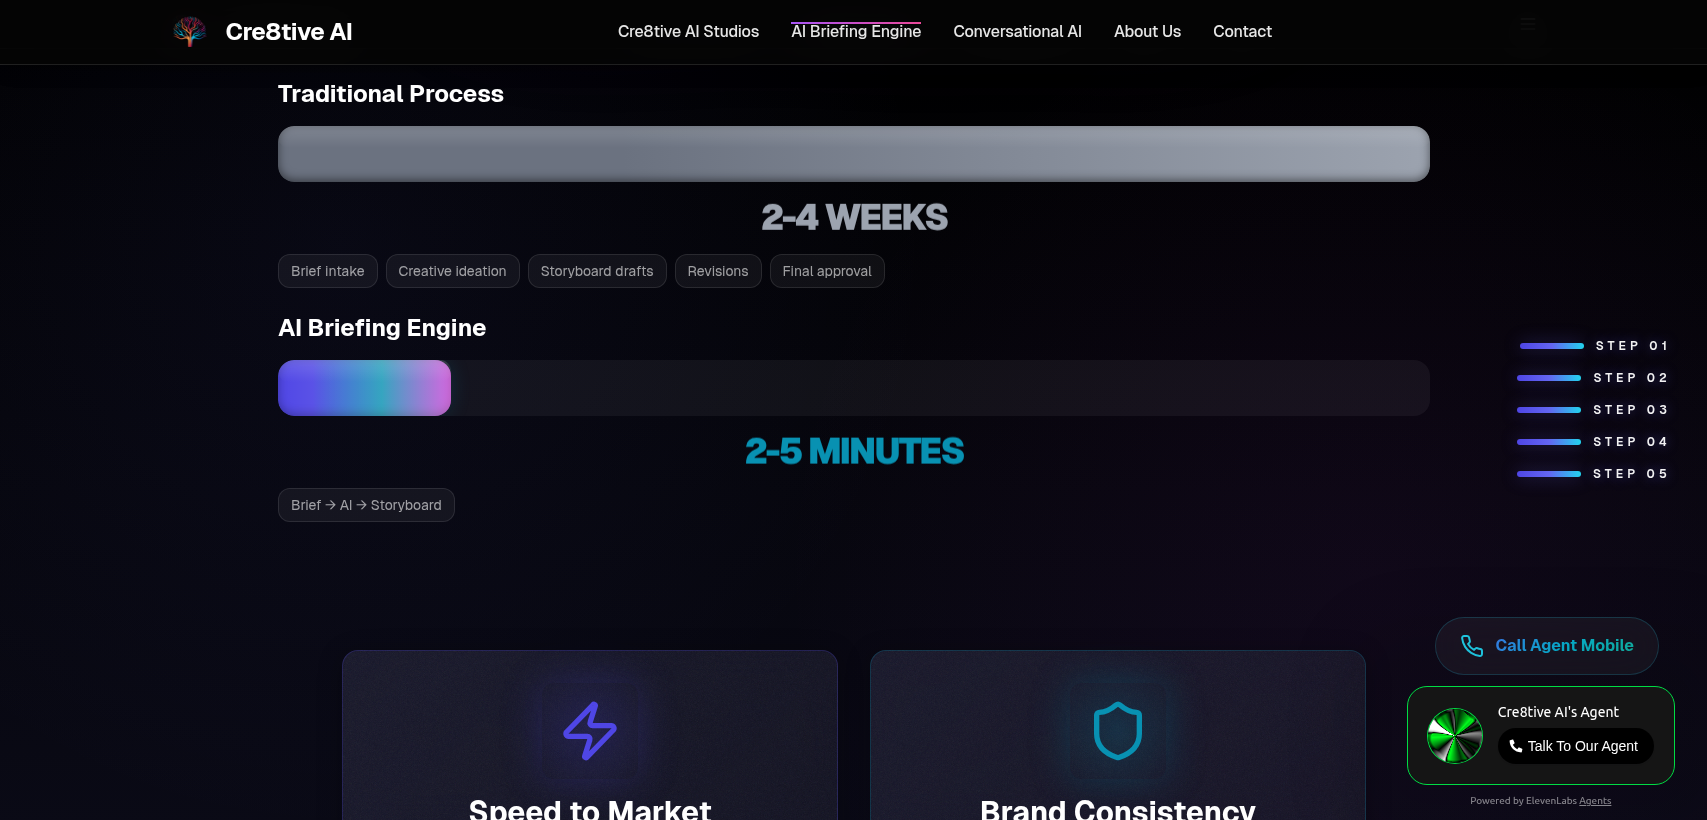 Cre8tive AI
Cre8tive AI Studios
AI Briefing Engine
Conversational AI
About Us
Contact
Traditional Process
2-4 WEEKS
Brief intake
Creative ideation
Storyboard drafts
Revisions
Final approval
AI Briefing Engine
2-5 MINUTES
Brief → AI → Storyboard
STEP 01
STEP 02
STEP 03
STEP 04
STEP 05
Speed to Market
Brand Consistency
Call Agent Mobile
Cre8tive AI's Agent
Talk To Our Agent
Powered by ElevenLabs Agents